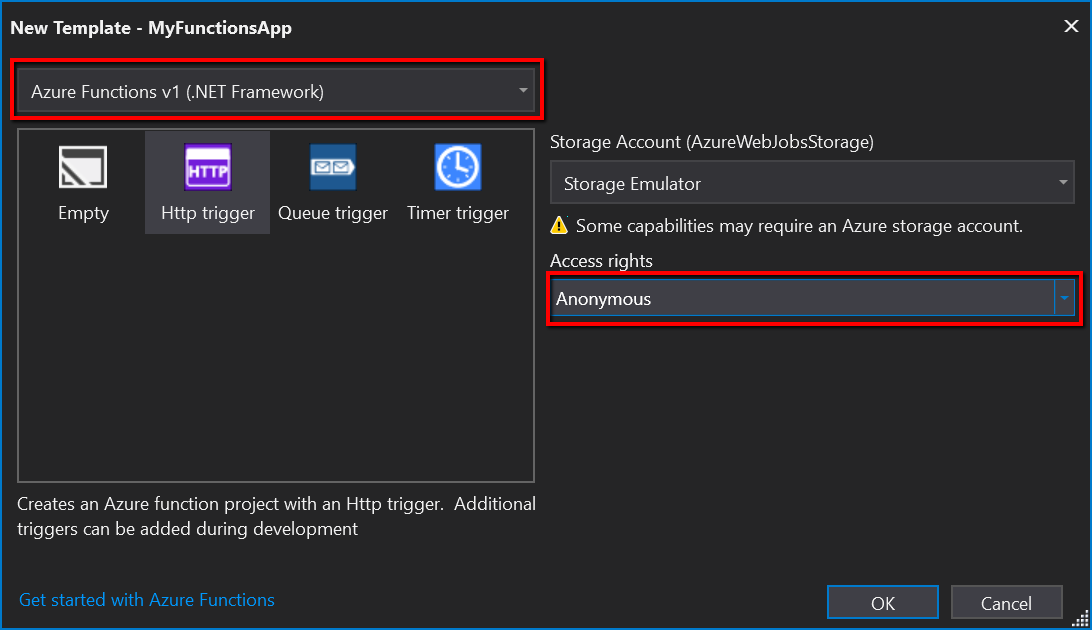 New Template - MyFunctionsApp
Azure Functions v1 (.NET Framework)
Empty
HTTP
Http trigger
Queue trigger
Timer trigger
Creates an Azure function project with an Http trigger.  Additional
triggers can be added during development
Storage Account (AzureWebJobsStorage)
Storage Emulator
Some capabilities may require an Azure storage account.
Access rights
Anonymous
Get started with Azure Functions
OK
Cancel